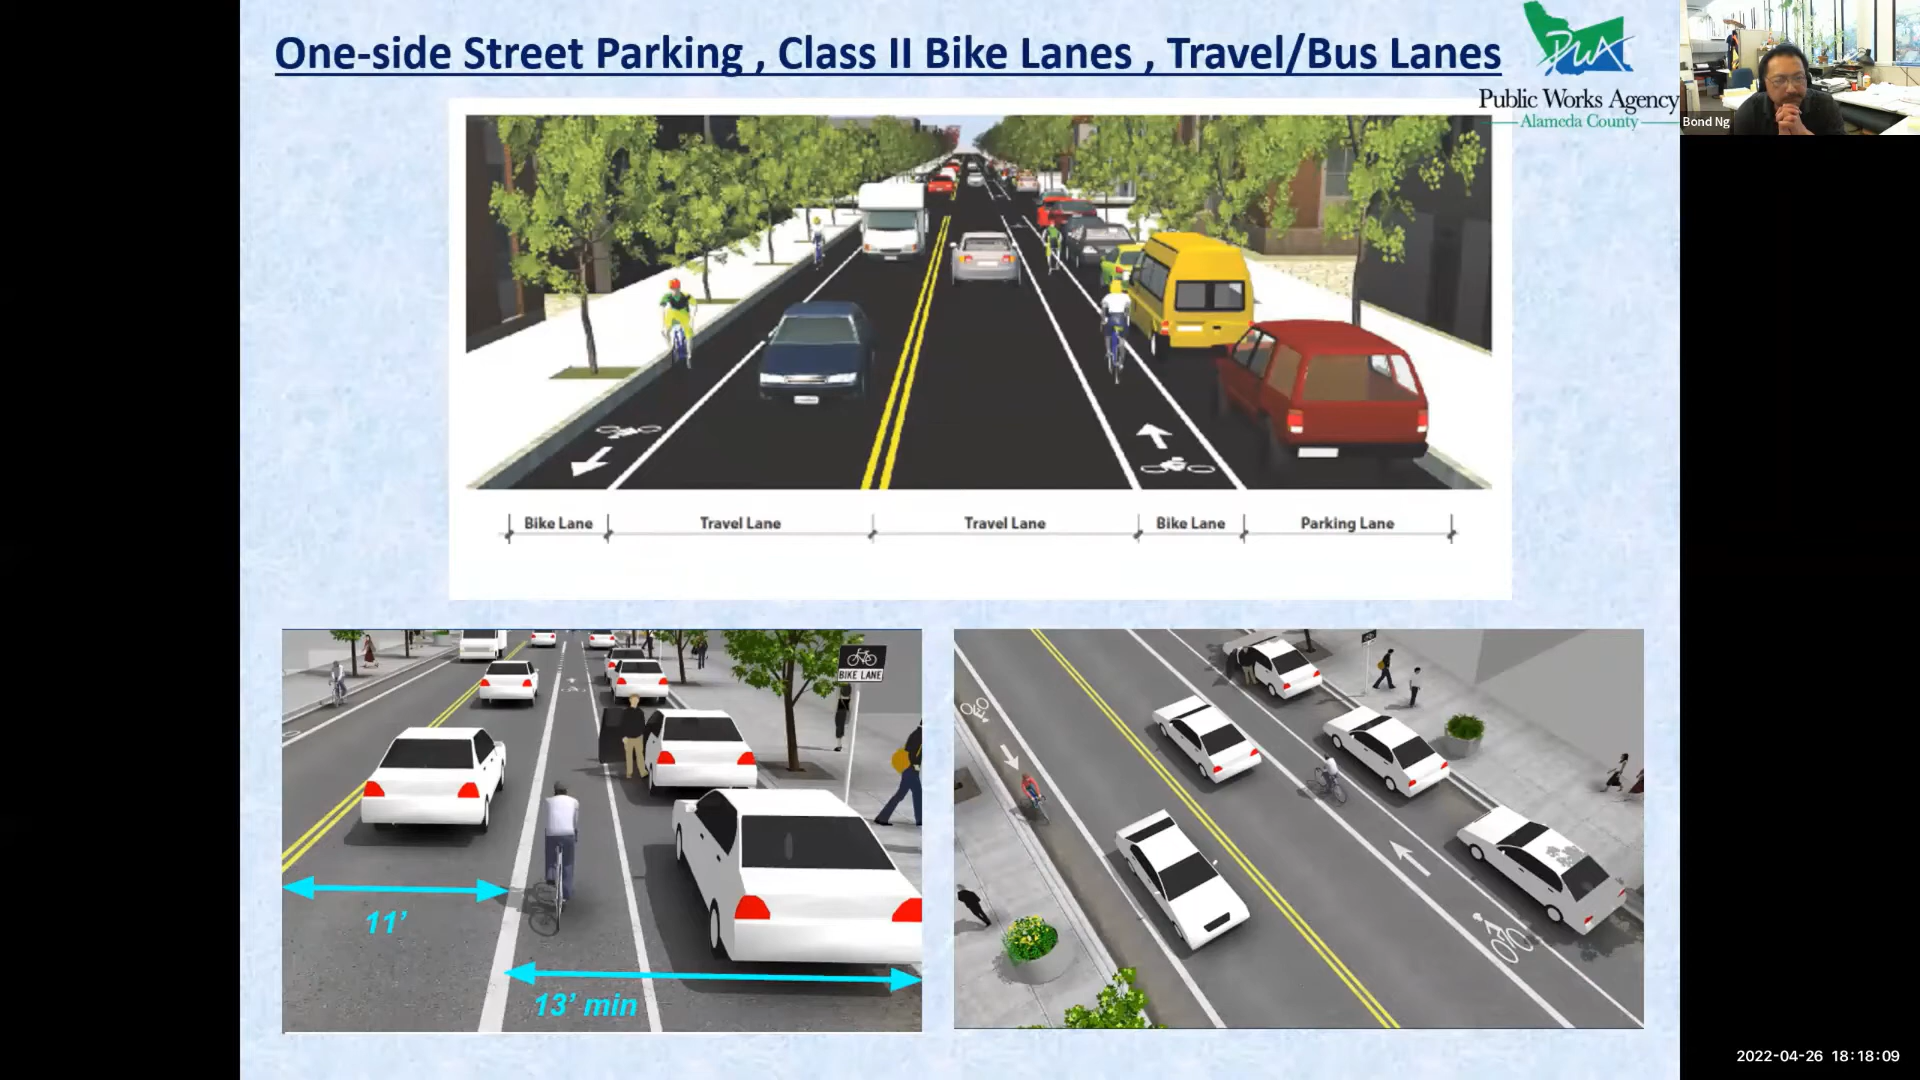 One-side Street Parking , Class II Bike Lanes , Travel/Bus Lanes
PWA
Public Works Agency
Alameda County
Bond Ng
Bike Lane
Travel Lane
Travel Lane
Bike Lane
Parking Lane
BIKE LANE
11'
13' min
2022-04-26 18:18:09